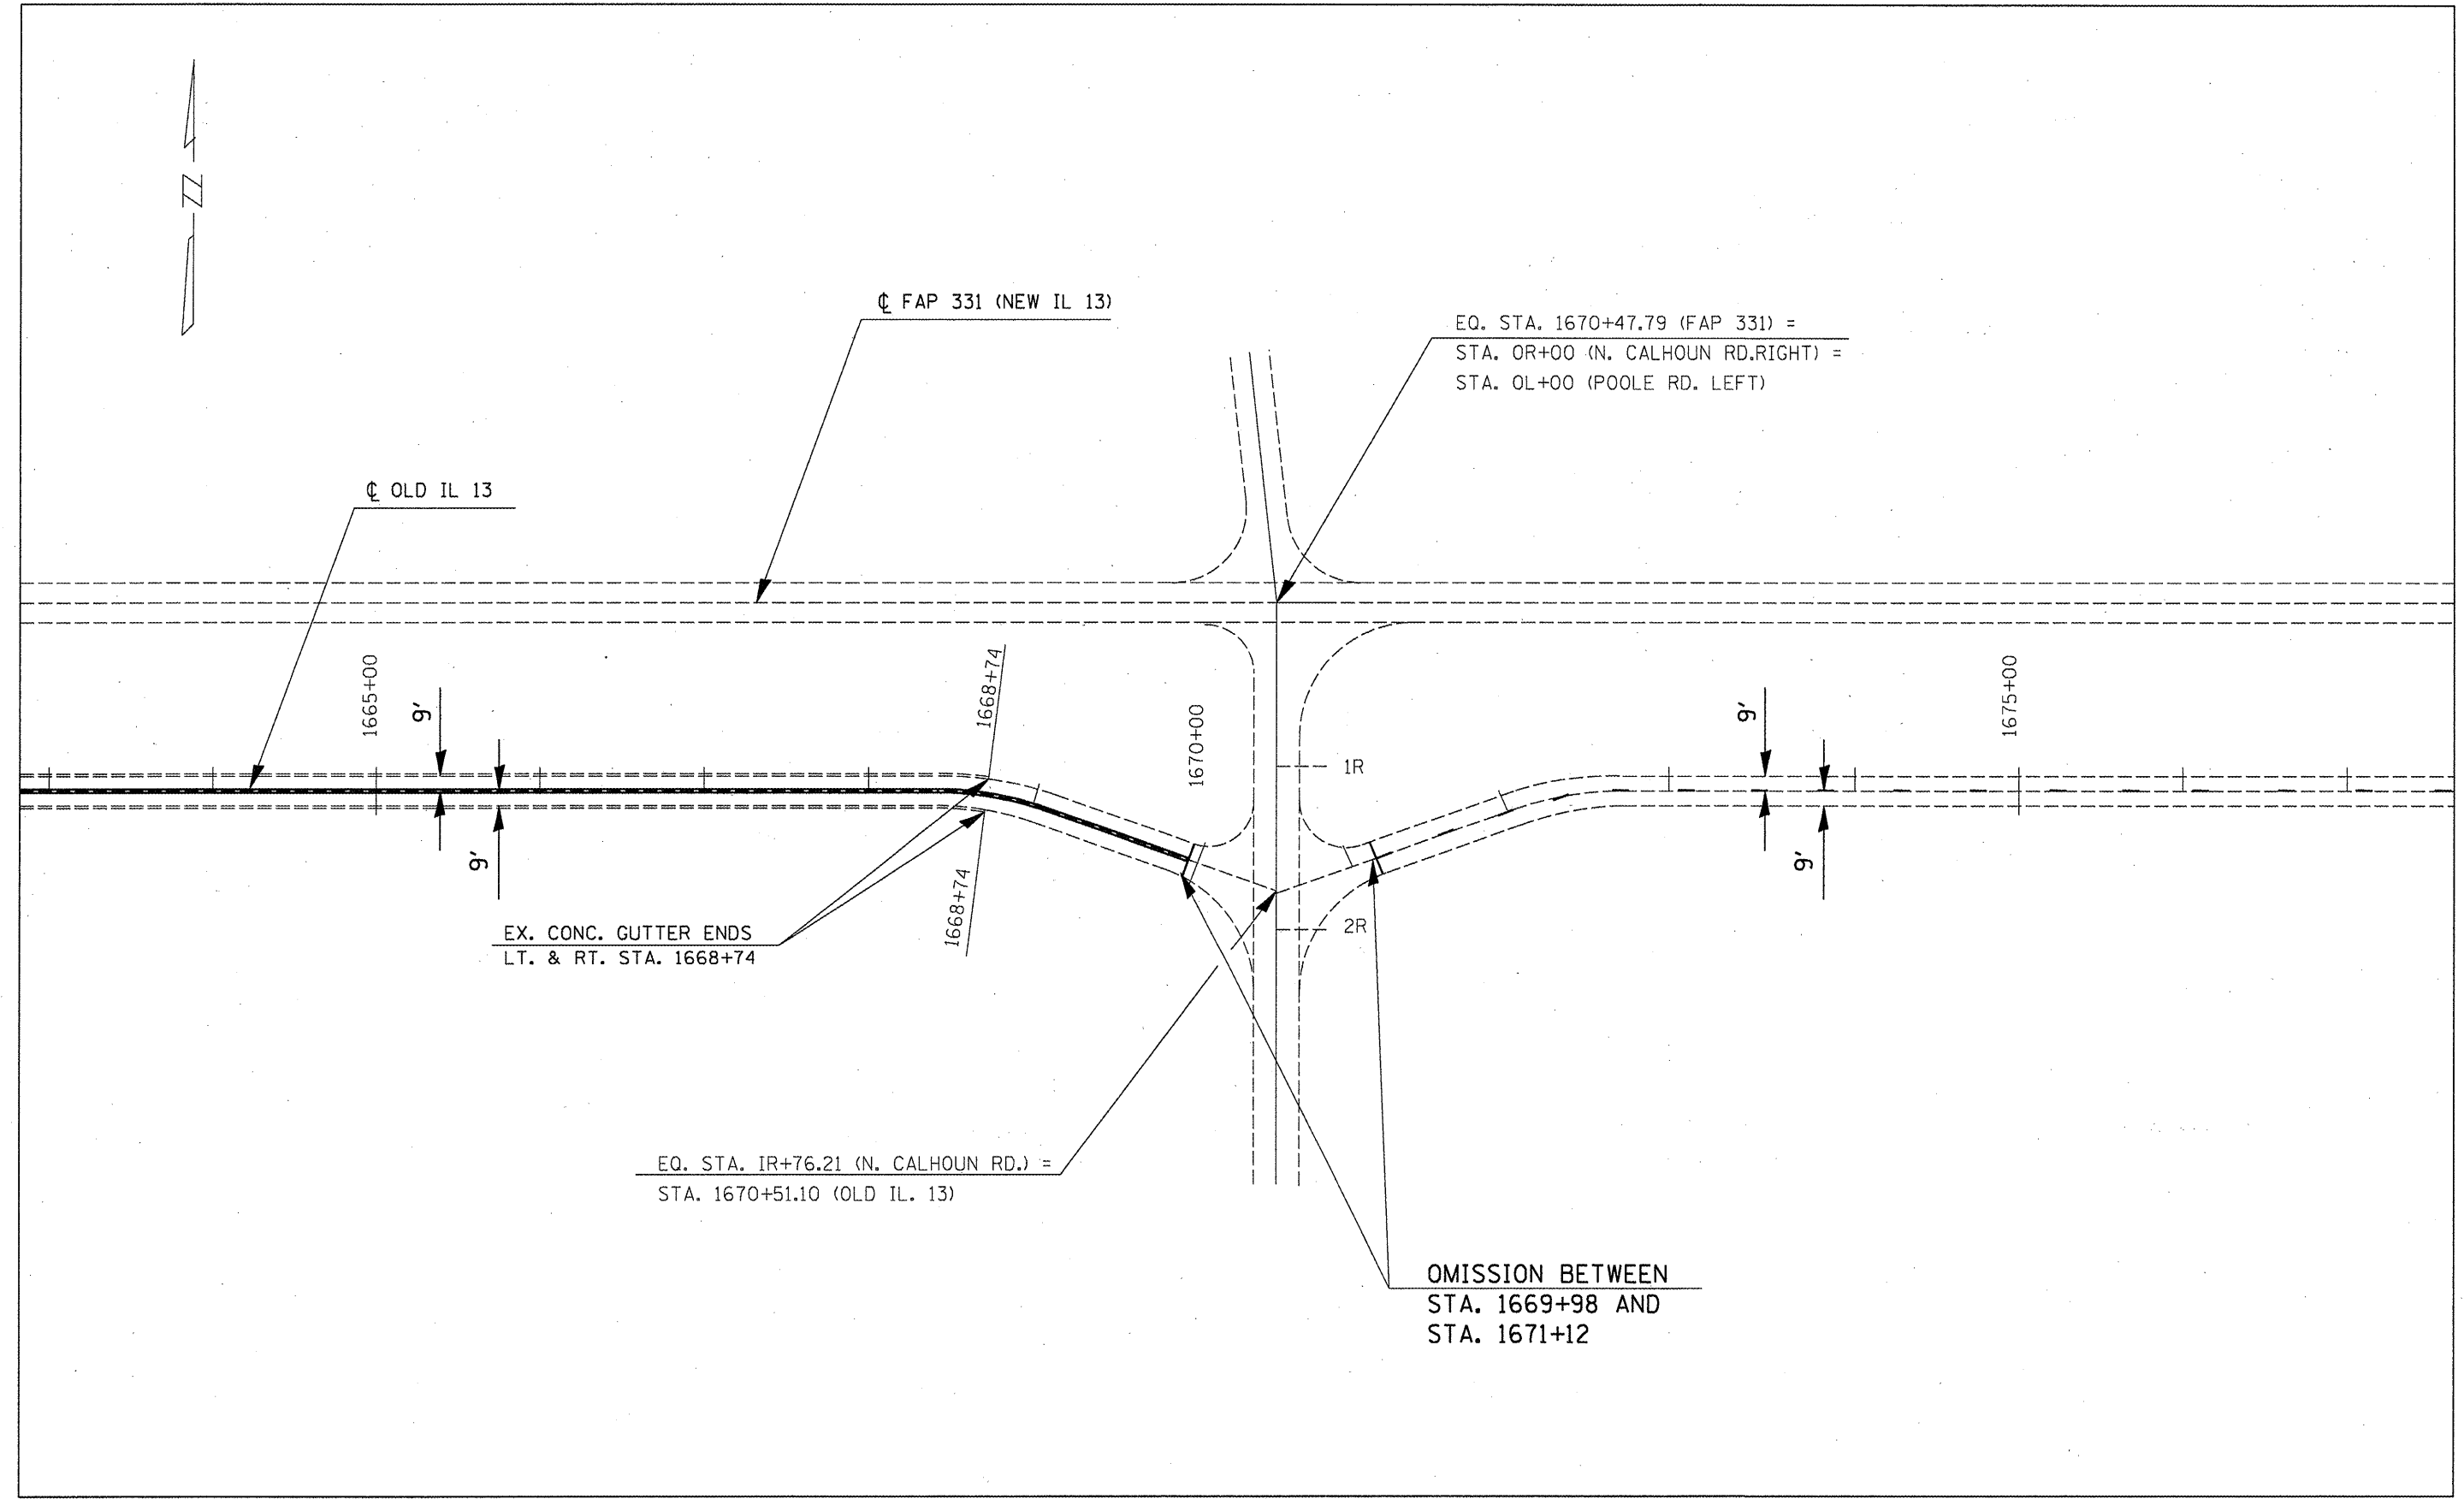 N
℄ FAP 331 (NEW IL 13)
EQ. STA. 1670+47.79 (FAP 331) =
STA. 0R+00 (N. CALHOUN RD.RIGHT) =
STA. 0L+00 (POOLE RD. LEFT)
℄ OLD IL 13
1665+00
9'
9'
1668+74
1668+74
1670+00
1R
2R
9'
9'
1675+00
EX. CONC. GUTTER ENDS
LT. & RT. STA. 1668+74
EQ. STA. IR+76.21 (N. CALHOUN RD.) =
STA. 1670+51.10 (OLD IL. 13)
OMISSION BETWEEN
STA. 1669+98 AND
STA. 1671+12